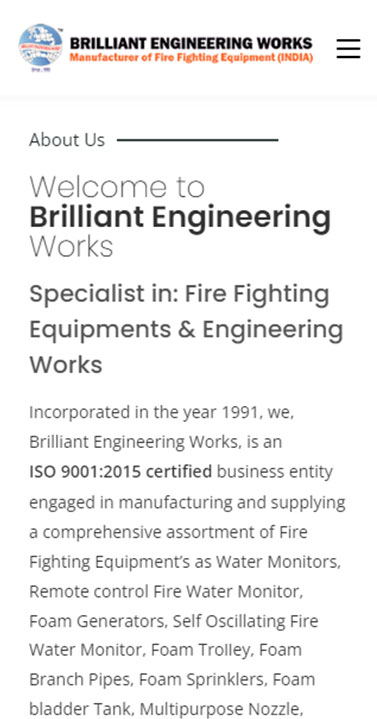 BRILLIANT ENGINEERING WORKS
Manufacturer of Fire Fighting Equipment (INDIA)
About Us
Welcome to
Brilliant Engineering
Works
Specialist in: Fire Fighting
Equipments & Engineering
Works
Incorporated in the year 1991, we,
Brilliant Engineering Works, is an
ISO 9001:2015 certified business entity
engaged in manufacturing and supplying
a comprehensive assortment of Fire
Fighting Equipment's as Water Monitors,
Remote control Fire Water Monitor,
Foam Generators, Self Oscillating Fire
Water Monitor, Foam Trolley, Foam
Branch Pipes, Foam Sprinklers, Foam
bladder Tank, Multipurpose Nozzle,